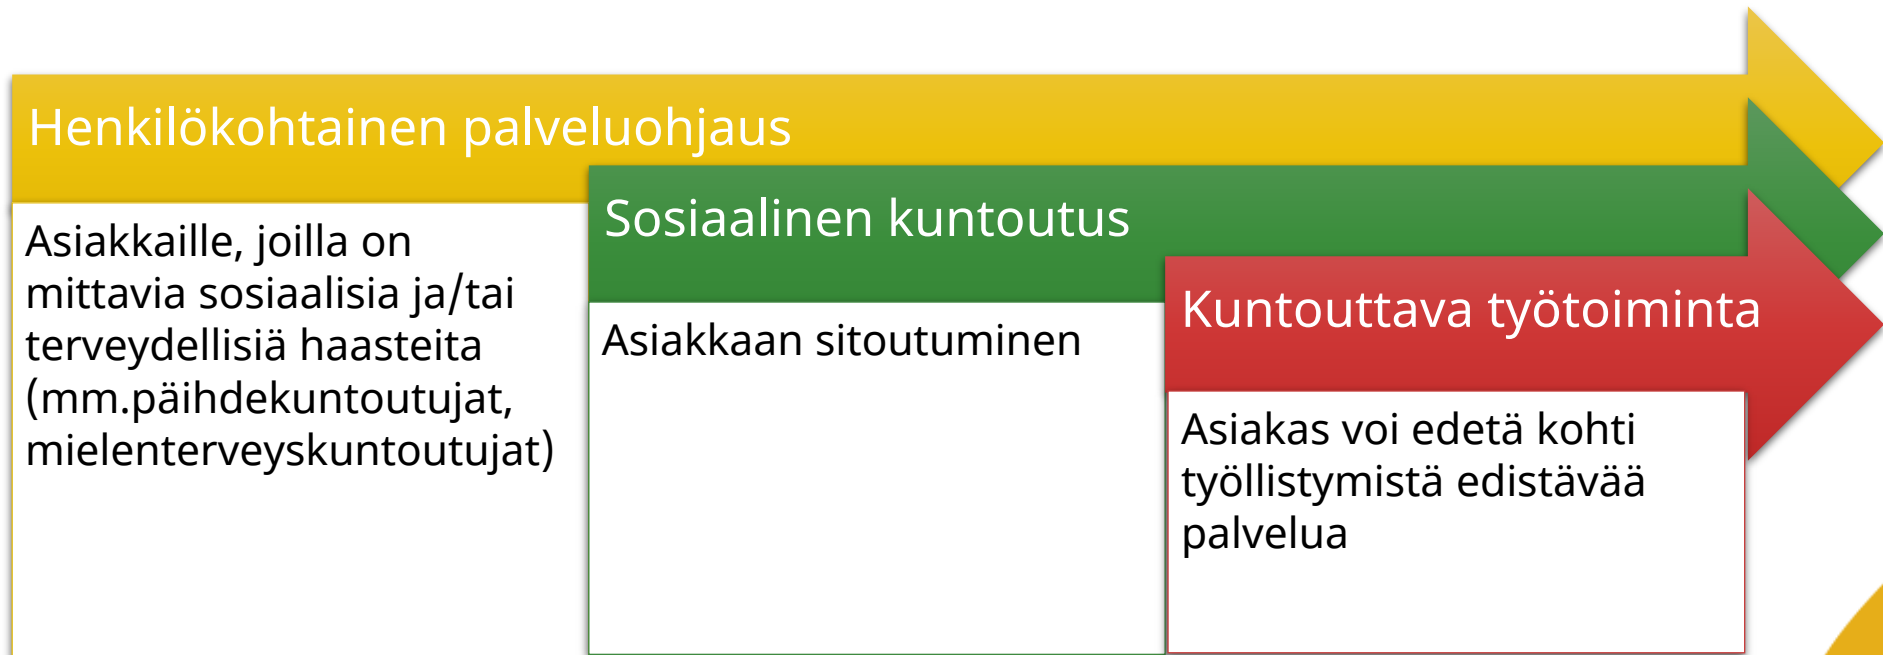 Henkilökohtainen palveluohjaus
Asiakkaille, joilla on
mittavia sosiaalisia ja/tai
terveydellisiä haasteita
(mm.päihdekuntoutujat,
mielenterveyskuntoutujat)
Sosiaalinen kuntoutus
Asiakkaan sitoutuminen
Kuntouttava työtoiminta
Asiakas voi edetä kohti
työllistymistä edistävää
palvelua